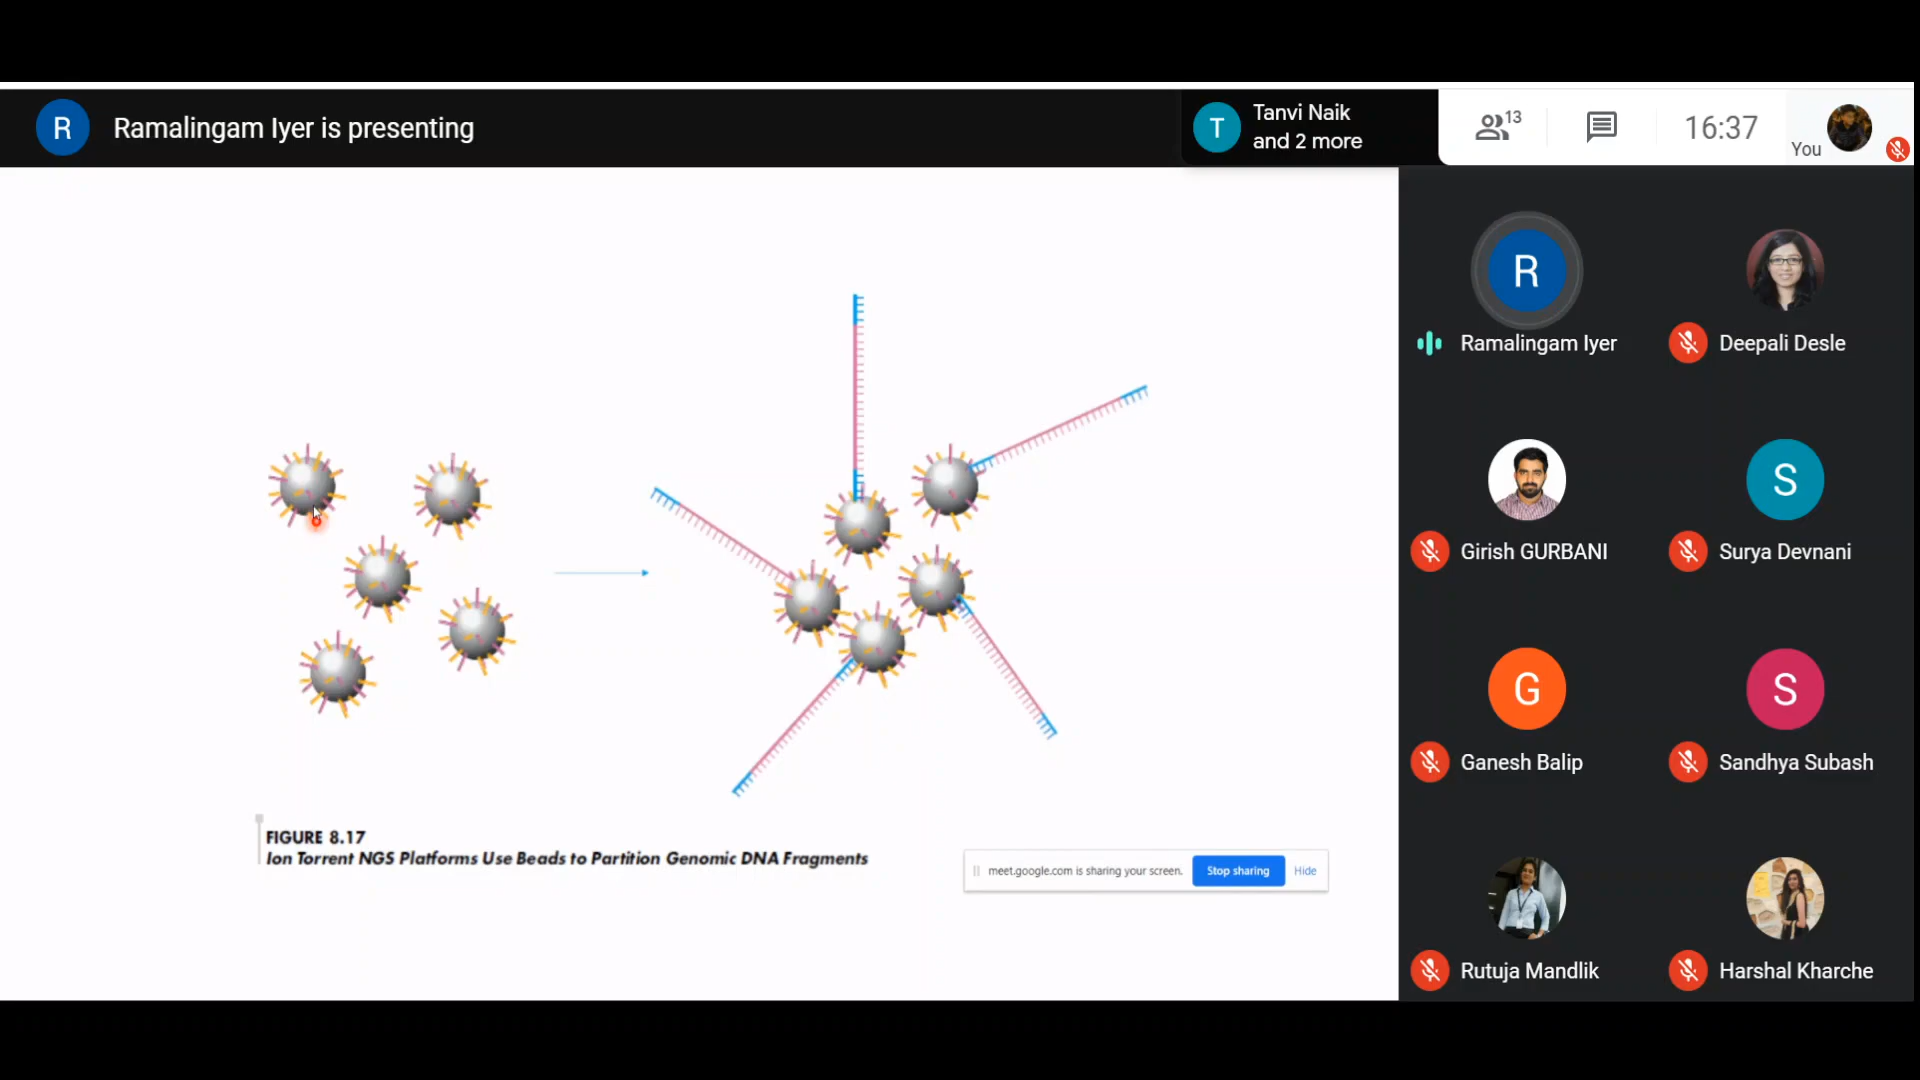 R
Ramalingam Iyer is presenting
T
Tanvi Naik
and 2 more
13
16:37
You
R
Ramalingam Iyer
Deepali Desle
Girish GURBANI
S
Surya Devnani
G
Ganesh Balip
S
Sandhya Subash
Rutuja Mandlik
Harshal Kharche
FIGURE 8.17
Ion Torrent NGS Platforms Use Beads to Partition Genomic DNA Fragments
meet.google.com is sharing your screen.
Stop sharing
Hide